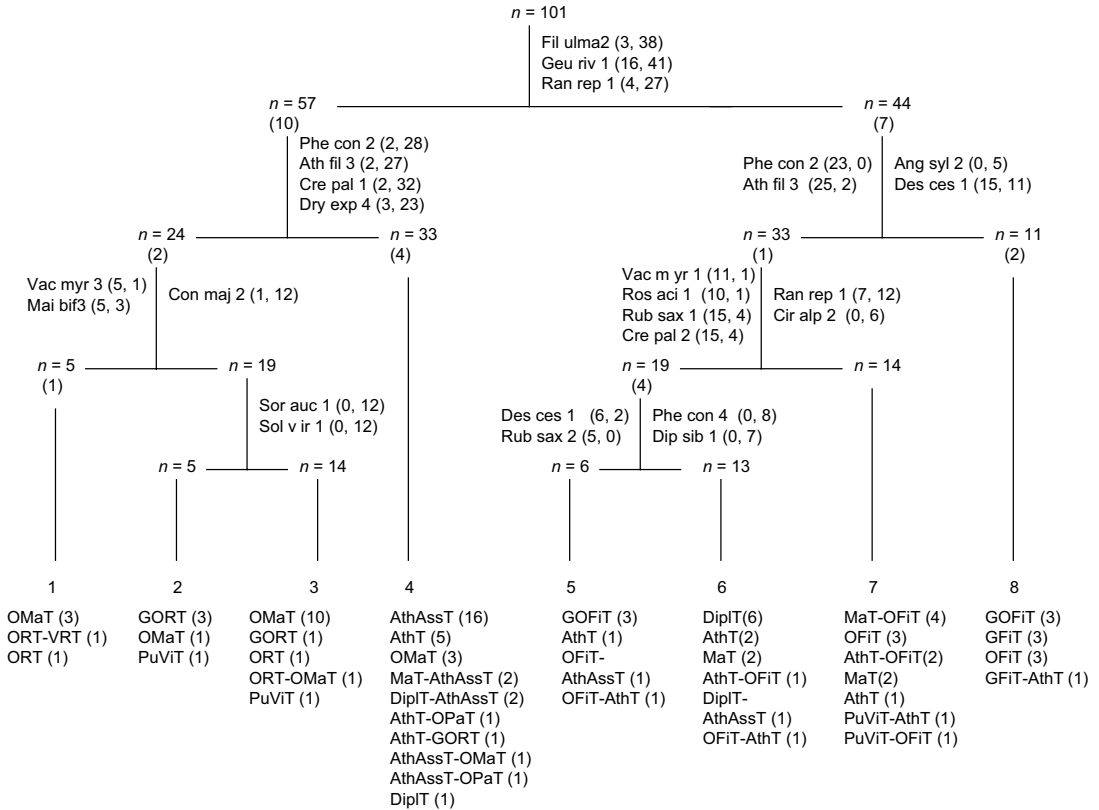 n = 101
Fil ulma2 (3, 38)
Geu riv 1 (16, 41)
Ran rep 1 (4, 27)
n = 57
(10)
n = 44
(7)
Phe con 2 (2, 28)
Ath fil 3 (2, 27)
Cre pal 1 (2, 32)
Dry exp 4 (3, 23)
Phe con 2 (23, 0)
Ath fil 3 (25, 2)
Ang syl 2 (0, 5)
Des ces 1 (15, 11)
n = 24
(2)
n = 33
(4)
n = 33
(1)
n = 11
(2)
Vac myr 3 (5, 1)
Mai bif3 (5, 3)
Con maj 2 (1, 12)
Vac m yr 1 (11, 1)
Ros aci 1 (10, 1)
Rub sax 1 (15, 4)
Cre pal 2 (15, 4)
Ran rep 1 (7, 12)
Cir alp 2 (0, 6)
n = 5
(1)
n = 19
n = 19
(4)
n = 14
Sor auc 1 (0, 12)
Sol v ir 1 (0, 12)
Des ces 1 (6, 2)
Rub sax 2 (5, 0)
Phe con 4 (0, 8)
Dip sib 1 (0, 7)
n = 5
n = 14
n = 6
n = 13
1
OMaT (3)
ORT-VRT (1)
ORT (1)
2
GORT (3)
OMaT (1)
PuViT (1)
3
OMaT (10)
GORT (1)
ORT (1)
ORT-OMaT (1)
PuViT (1)
4
AthAssT (16)
AthT (5)
OMaT (3)
MaT-AthAssT (2)
DiplT-AthAssT (2)
AthT-OPaT (1)
AthT-GORT (1)
AthAssT-OMaT (1)
AthAssT-OPaT (1)
DiplT (1)
5
GOFiT (3)
AthT (1)
OFiT-
AthAssT (1)
OFiT-AthT (1)
6
DiplT(6)
AthT(2)
MaT (2)
AthT-OFiT (1)
DiplT-
AthAssT (1)
OFiT-AthT (1)
7
MaT-OFiT (4)
OFiT (3)
AthT-OFiT(2)
MaT(2)
AthT (1)
PuViT-AthT (1)
PuViT-OFiT (1)
8
GOFiT (3)
GFiT (3)
OFiT (3)
GFiT-AthT (1)